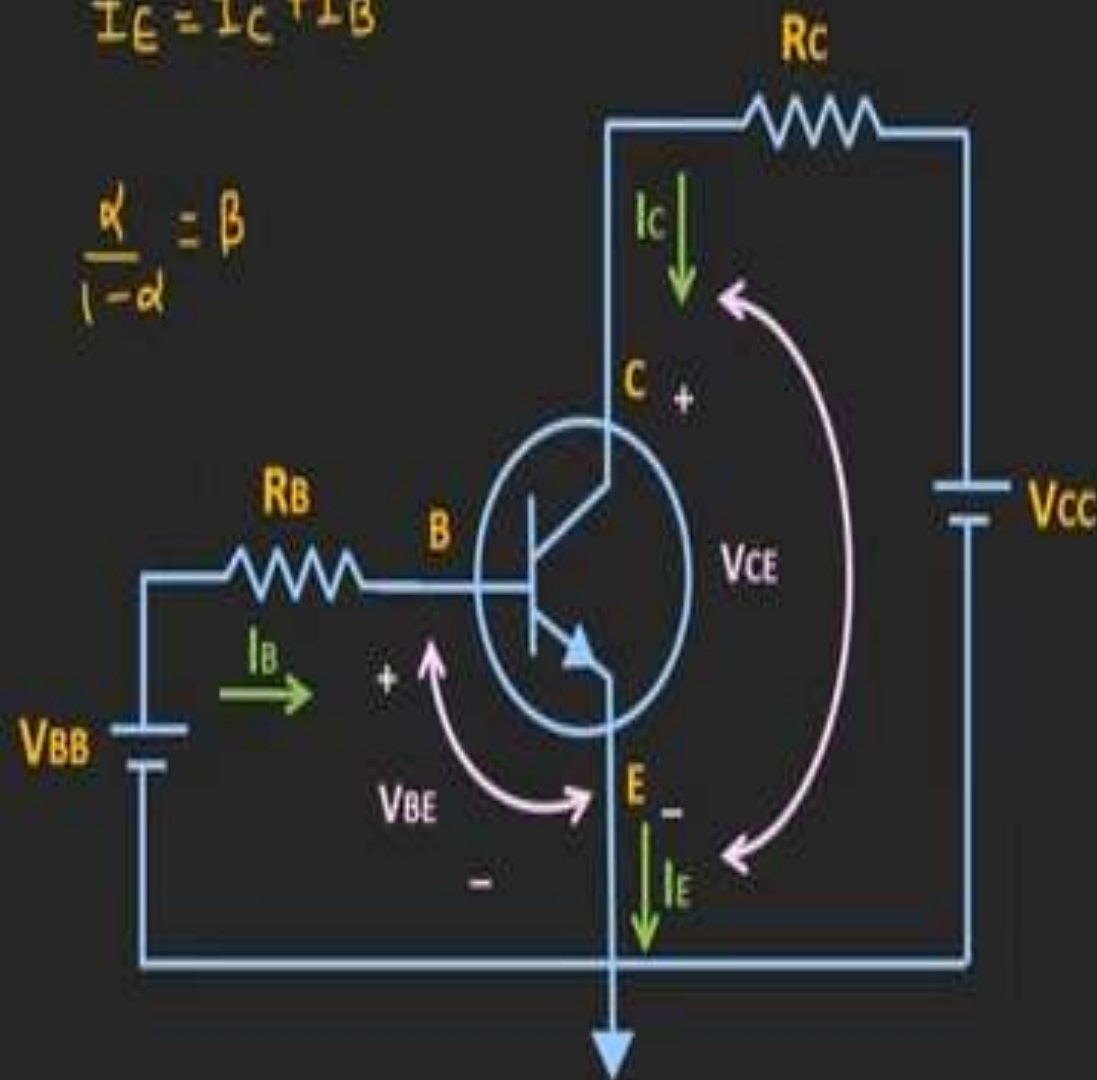 IE = IC + IB
RC
α
— = β
1-α
IC
C
+
RB
B
VCC
VCE
IB
+
VBB
VBE
E
-
-
IE